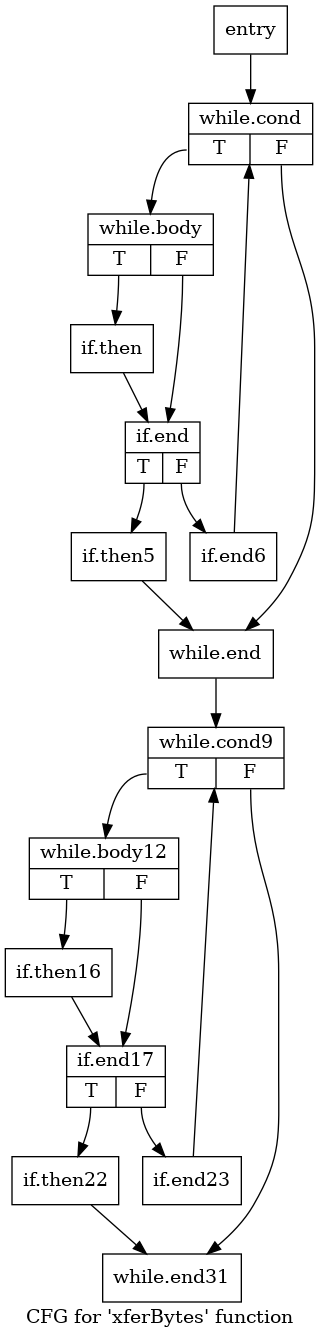 entry
while.cond
T F
while.body
T F
if.then
if.end
T F
if.then5
if.end6
while.end
while.cond9
T F
while.body12
T F
if.then16
if.end17
T F
if.then22
if.end23
while.end31
CFG for 'xferBytes' function